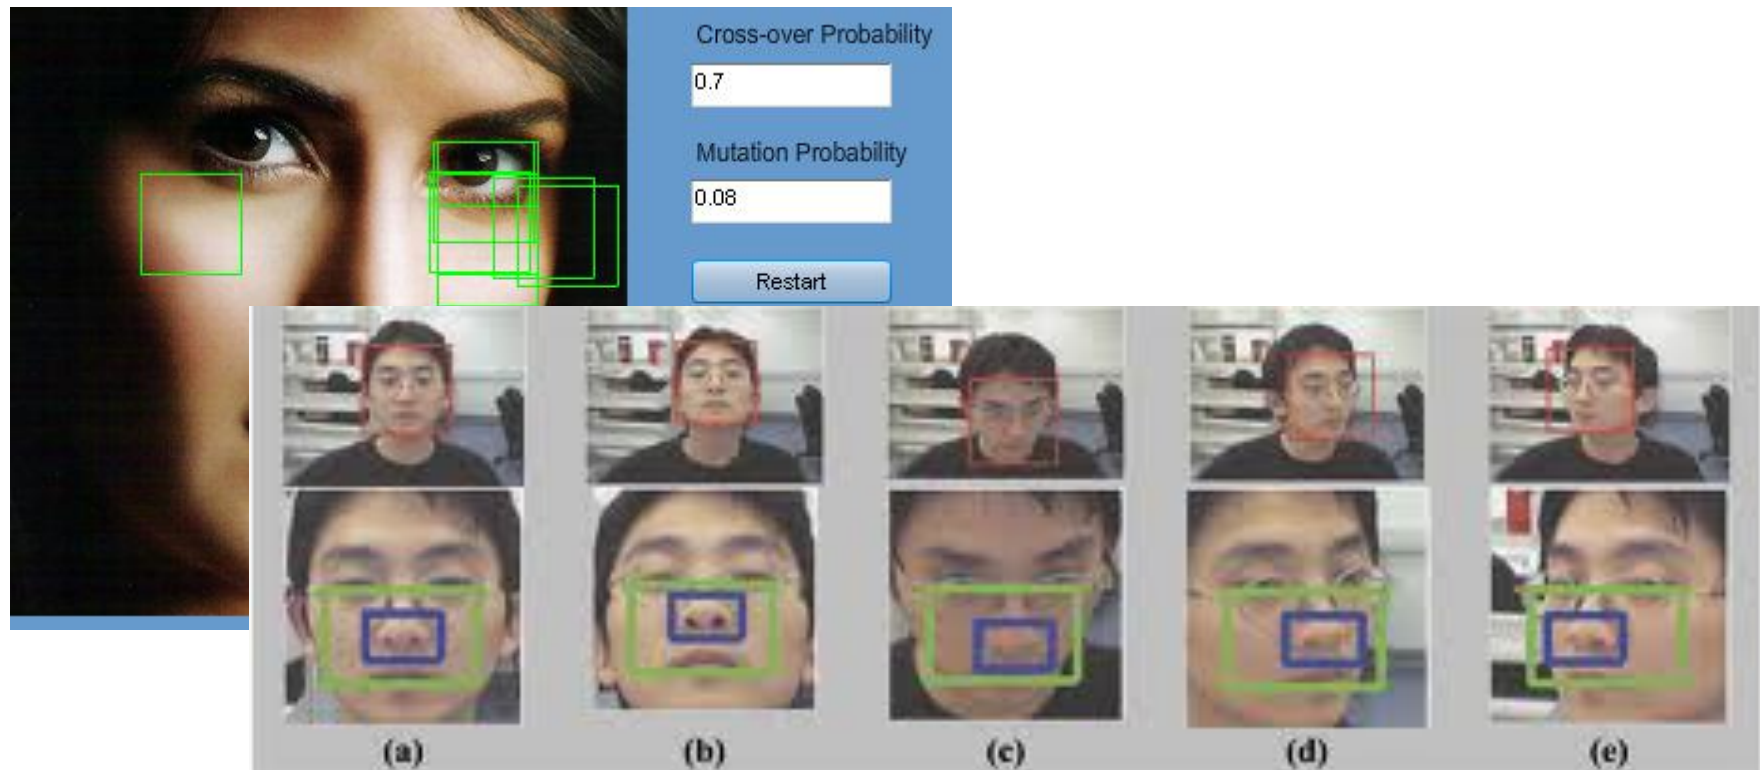 Cross-over Probability
0.7
Mutation Probability
0.08
Restart
(a) (b) (c) (d) (e)